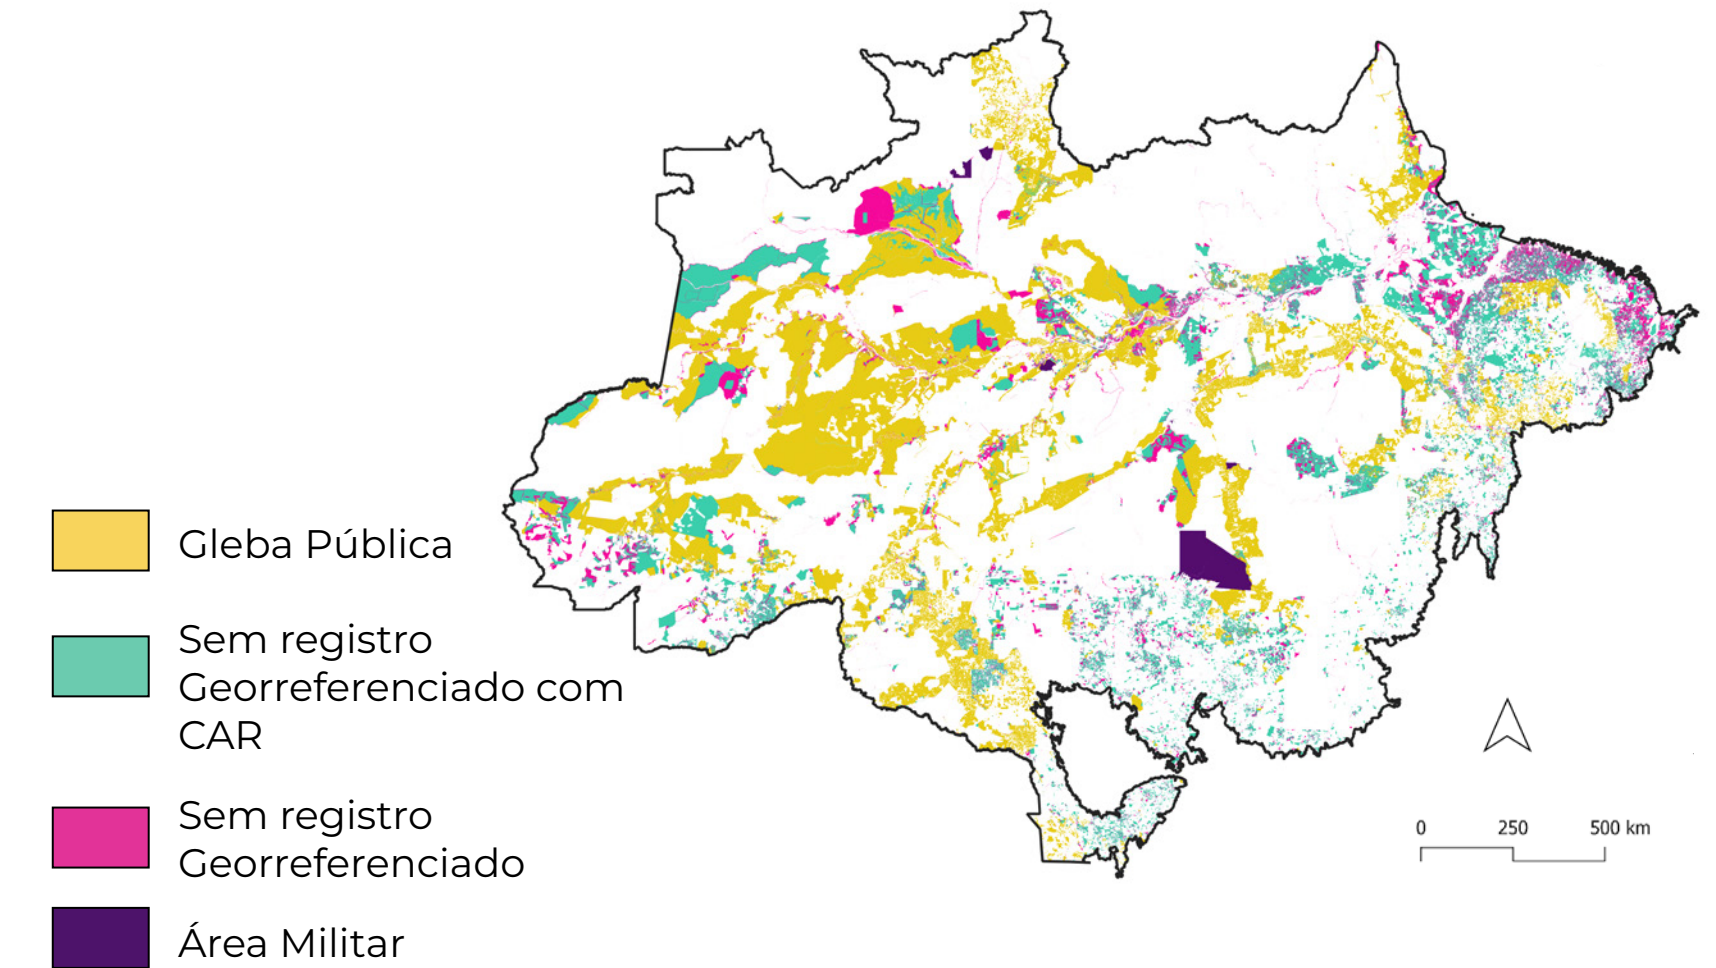 Gleba Pública
Sem registro
Georreferenciado com
CAR
Sem registro
Georreferenciado
Área Militar
0 250 500 km